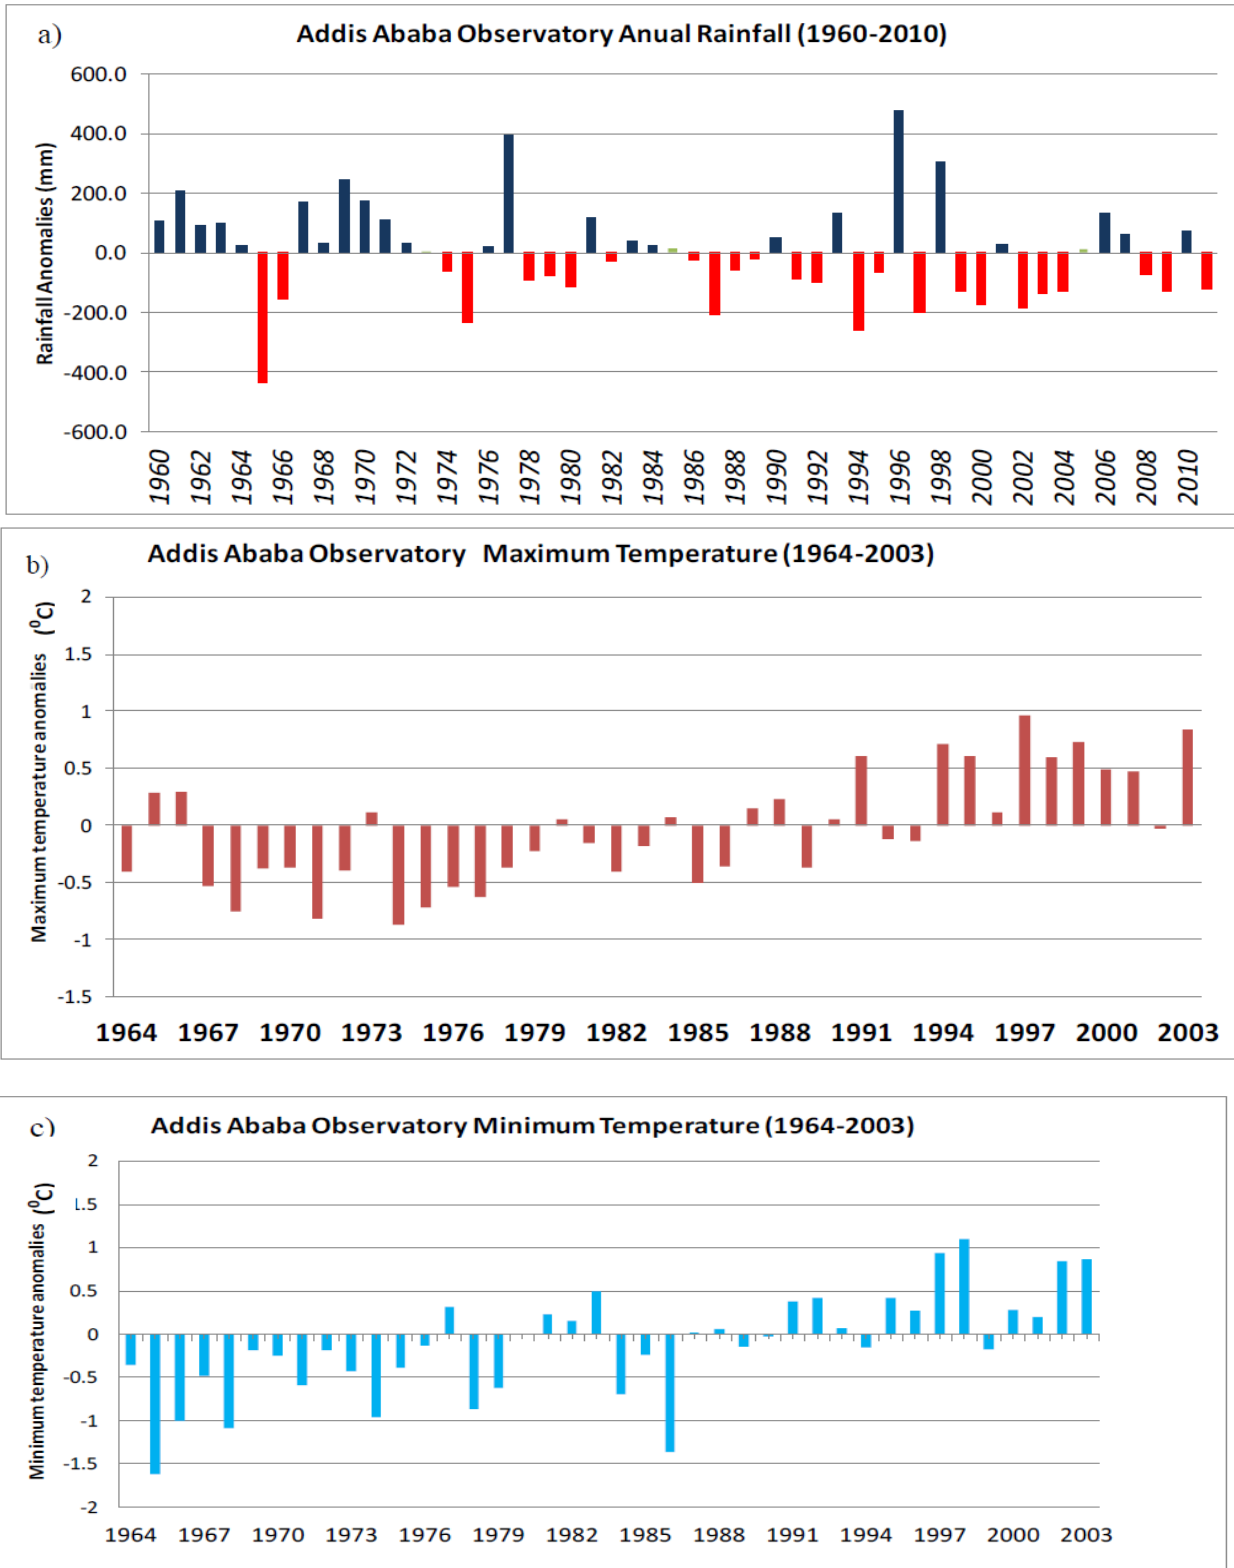 a)
Addis Ababa Observatory Anual Rainfall (1960-2010)
Rainfall Anomalies (mm)
600.0
400.0
200.0
0.0
-200.0
-400.0
-600.0
1960 1962 1964 1966 1968 1970 1972 1974 1976 1978 1980 1982 1984 1986 1988 1990 1992 1994 1996 1998 2000 2002 2004 2006 2008 2010
b)
Addis Ababa Observatory Maximum Temperature (1964-2003)
Maximum temperature anomalies (⁰C)
2
1.5
1
0.5
0
-0.5
-1
-1.5
1964 1967 1970 1973 1976 1979 1982 1985 1988 1991 1994 1997 2000 2003
c)
Addis Ababa Observatory Minimum Temperature (1964-2003)
Minimum temperature anomalies (⁰C)
2
1.5
1
0.5
0
-0.5
-1
-1.5
-2
1964 1967 1970 1973 1976 1979 1982 1985 1988 1991 1994 1997 2000 2003